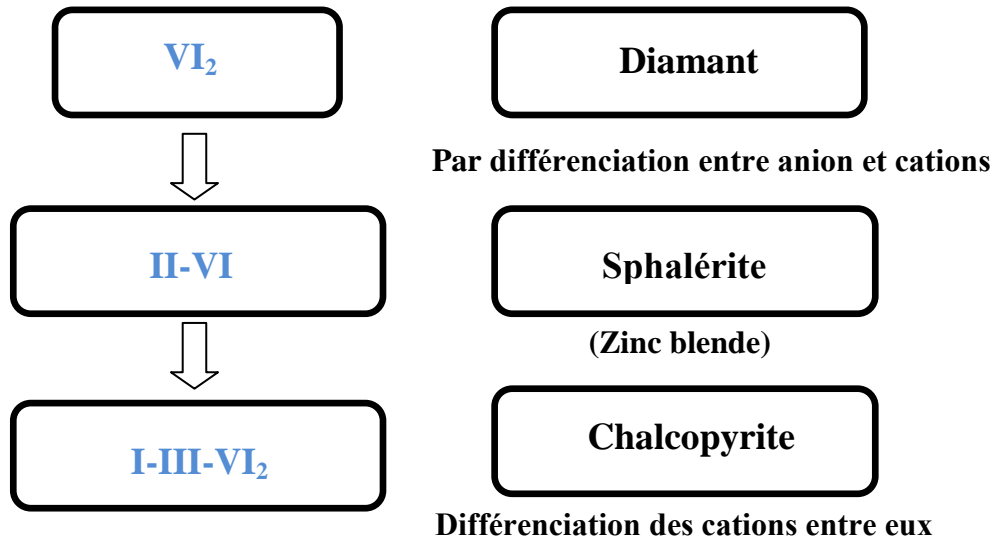 VI₂
Diamant
Par différenciation entre anion et cations
II-VI
Sphalérite
(Zinc blende)
I-III-VI₂
Chalcopyrite
Différenciation des cations entre eux